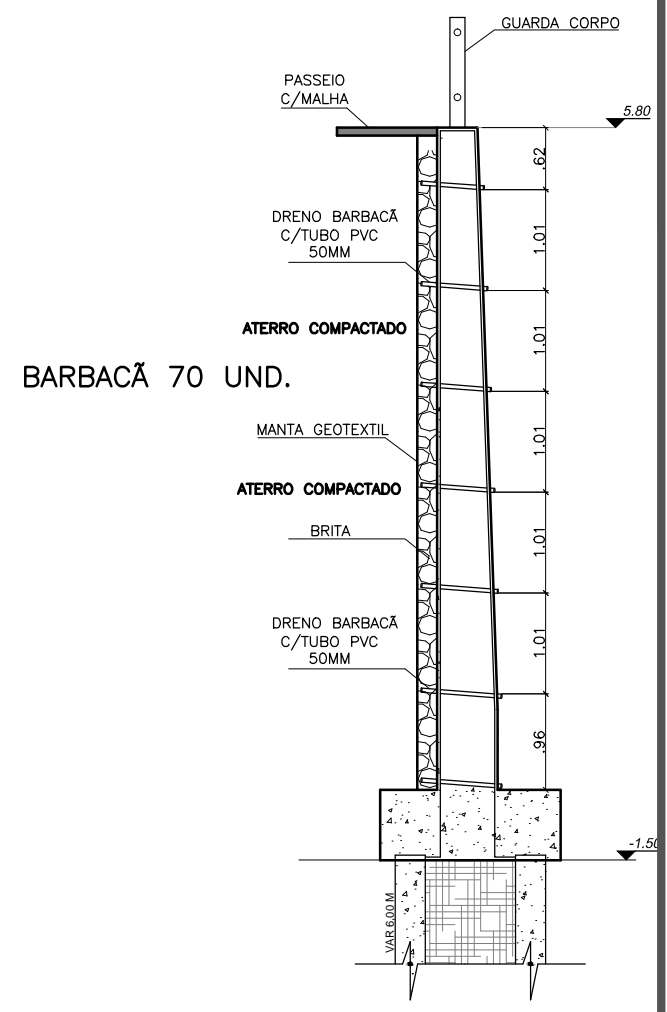 GUARDA CORPO
PASSEIO
C/MALHA
5.80
.62
DRENO BARBACÃ
C/TUBO PVC
50MM
1.01
ATERRO COMPACTADO
1.01
BARBACÃ 70 UND.
MANTA GEOTEXTIL
1.01
ATERRO COMPACTADO
BRITA
1.01
DRENO BARBACÃ
C/TUBO PVC
50MM
1.01
.96
-1.50
VAR 6.00 M